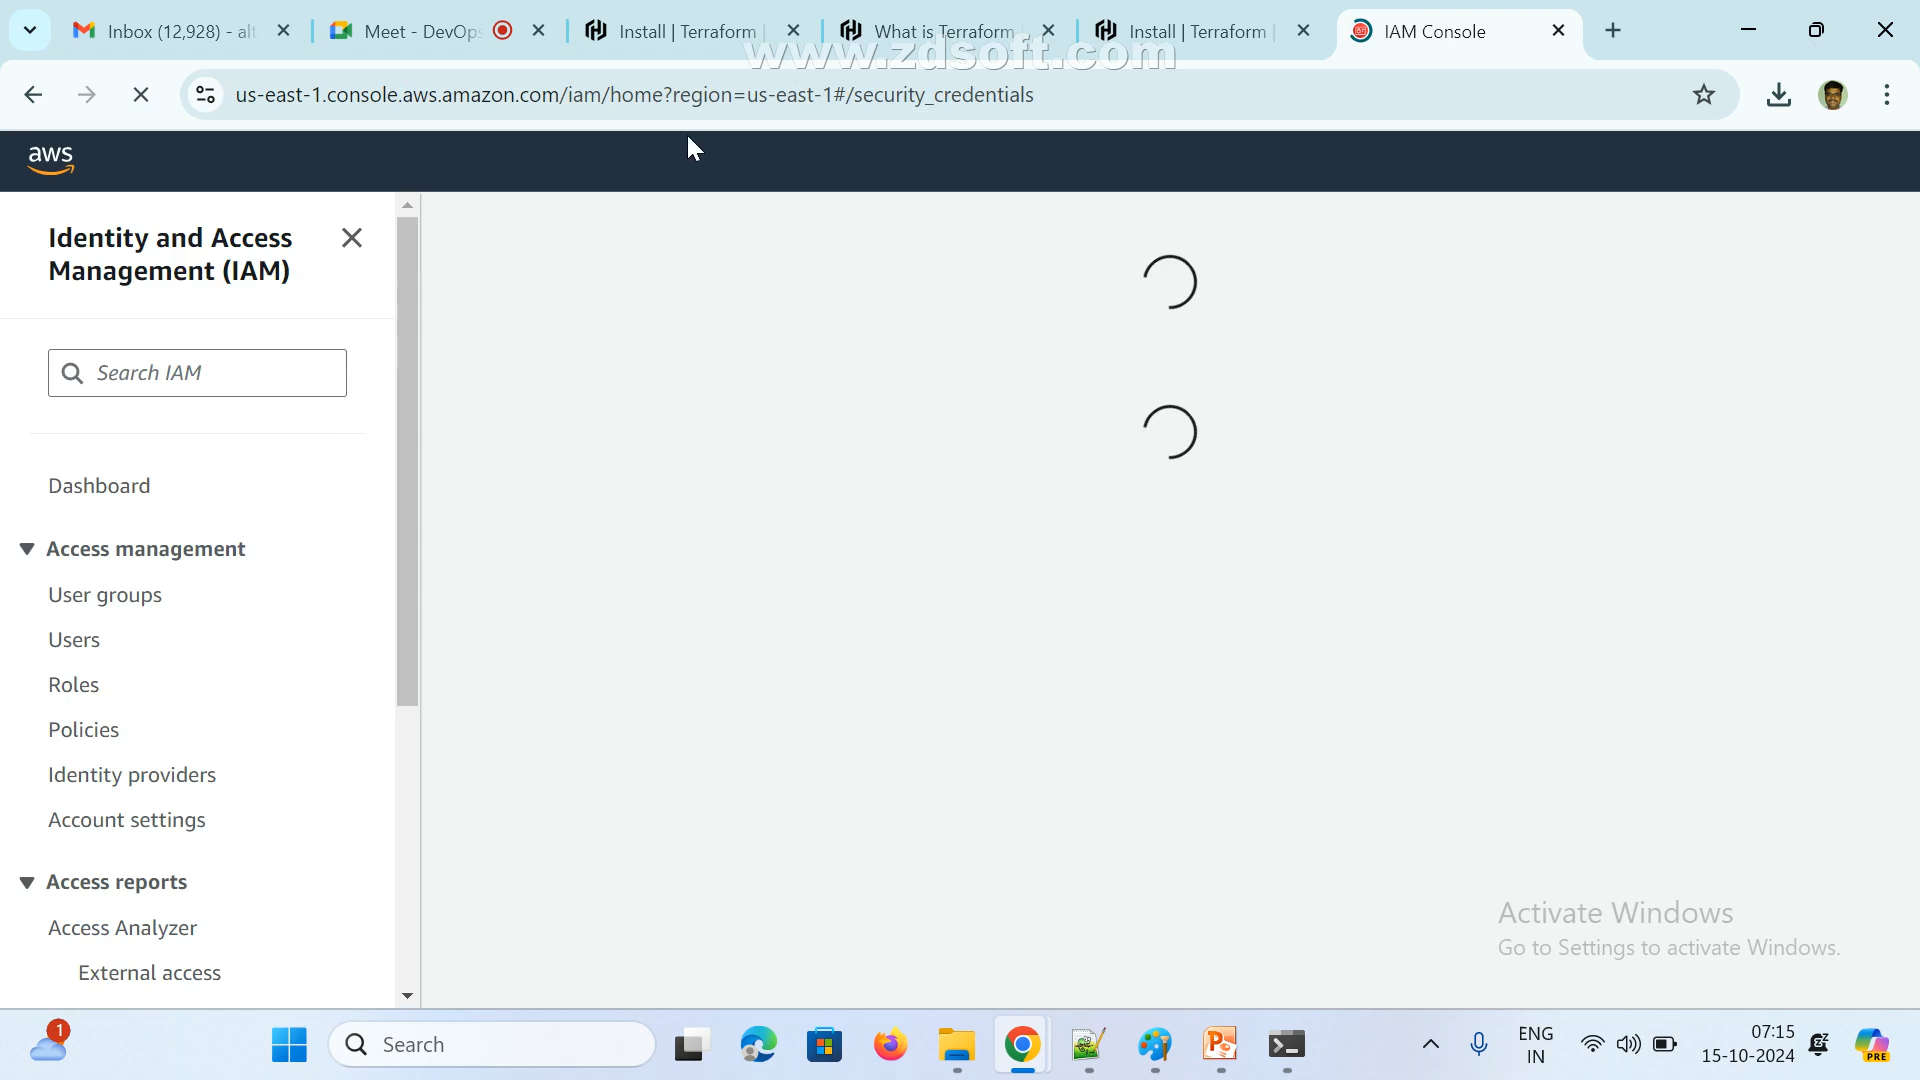 Inbox (12,928) - alt
Meet - DevOps
Install | Terraform
What is Terraform
Install | Terraform
IAM Console
www.zdsoft.com
us-east-1.console.aws.amazon.com/iam/home?region=us-east-1#/security_credentials
aws
Identity and Access
Management (IAM)
Search IAM
Dashboard
Access management
User groups
Users
Roles
Policies
Identity providers
Account settings
Access reports
Access Analyzer
External access
Activate Windows
Go to Settings to activate Windows.
1
Search
ENG
IN
07:15
15-10-2024
PRE